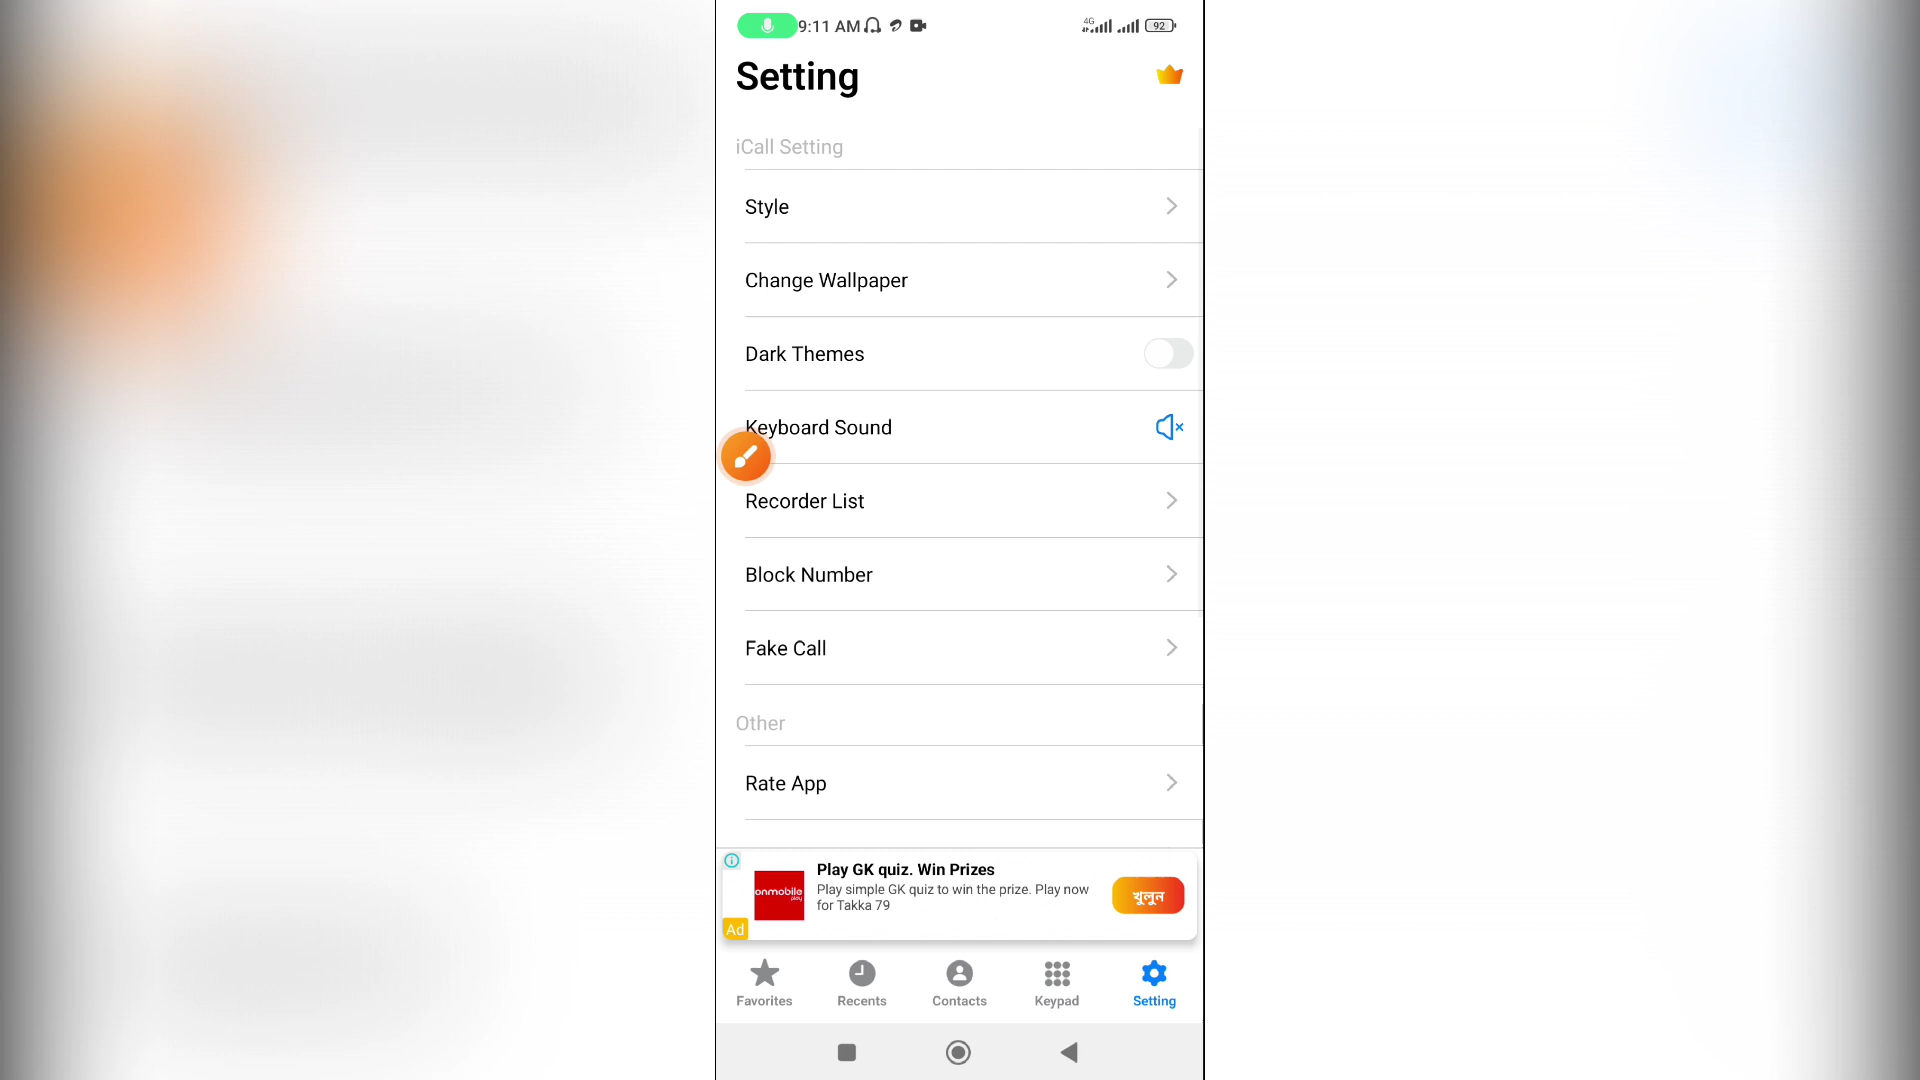 9:11 AM 4G 92
Setting
iCall Setting
Style
Change Wallpaper
Dark Themes
Keyboard Sound
Recorder List
Block Number
Fake Call
Other
Rate App
Play GK quiz. Win Prizes
onmobile
play
Play simple GK quiz to win the prize. Play now
for Takka 79
খুলুন
Ad
Favorites Recents Contacts Keypad Setting